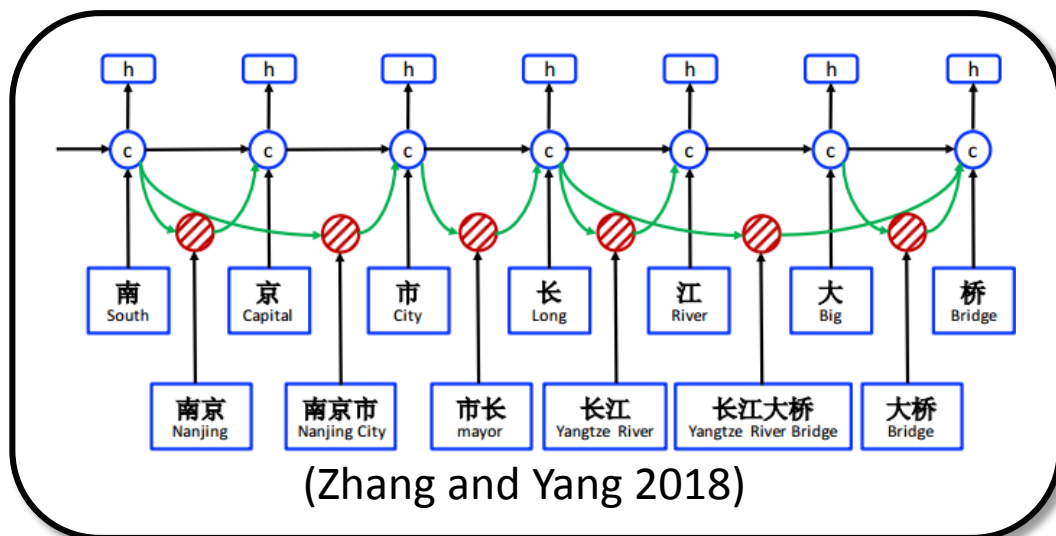 h h h h h h h
c c c c c c c
南 京 市 长 江 大 桥
South Capital City Long River Big Bridge
南京 南京市 市长 长江 长江大桥 大桥
Nanjing Nanjing City mayor Yangtze River Yangtze River Bridge Bridge
(Zhang and Yang 2018)